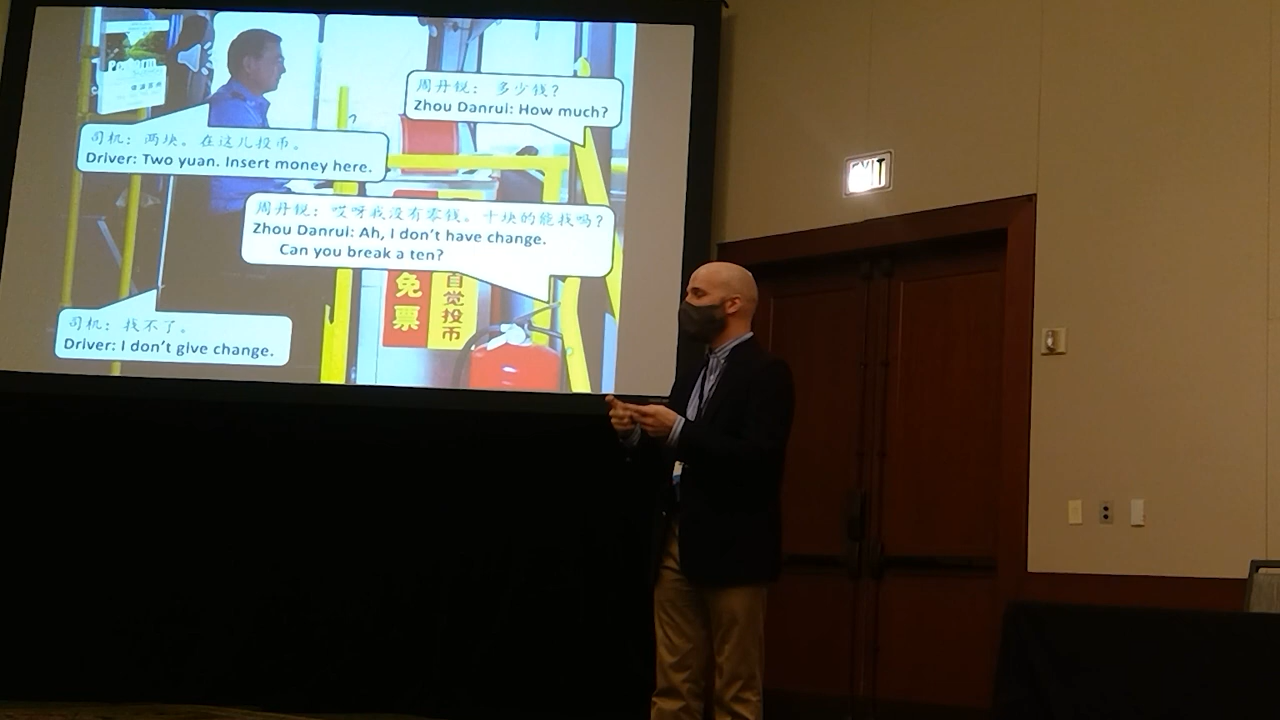 周丹锐：多少钱？
Zhou Danrui: How much?
司机：两块。在这儿投币。
Driver: Two yuan. Insert money here.
周丹锐：哎呀我没有零钱。十块的能找吗？
Zhou Danrui: Ah, I don't have change.
Can you break a ten?
司机：找不了。
Driver: I don't give change.
免票
自觉投币
EXIT